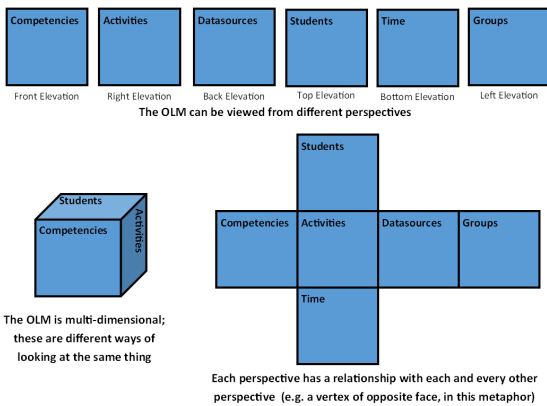 Competencies
Activities
Datasources
Students
Time
Groups
Front Elevation
Right Elevation
Back Elevation
Top Elevation
Bottom Elevation
Left Elevation
The OLM can be viewed from different perspectives
Students
Competencies
Activities
The OLM is multi-dimensional;
these are different ways of
looking at the same thing
Students
Competencies
Activities
Datasources
Groups
Time
Each perspective has a relationship with each and every other
perspective (e.g. a vertex of opposite face, in this metaphor)